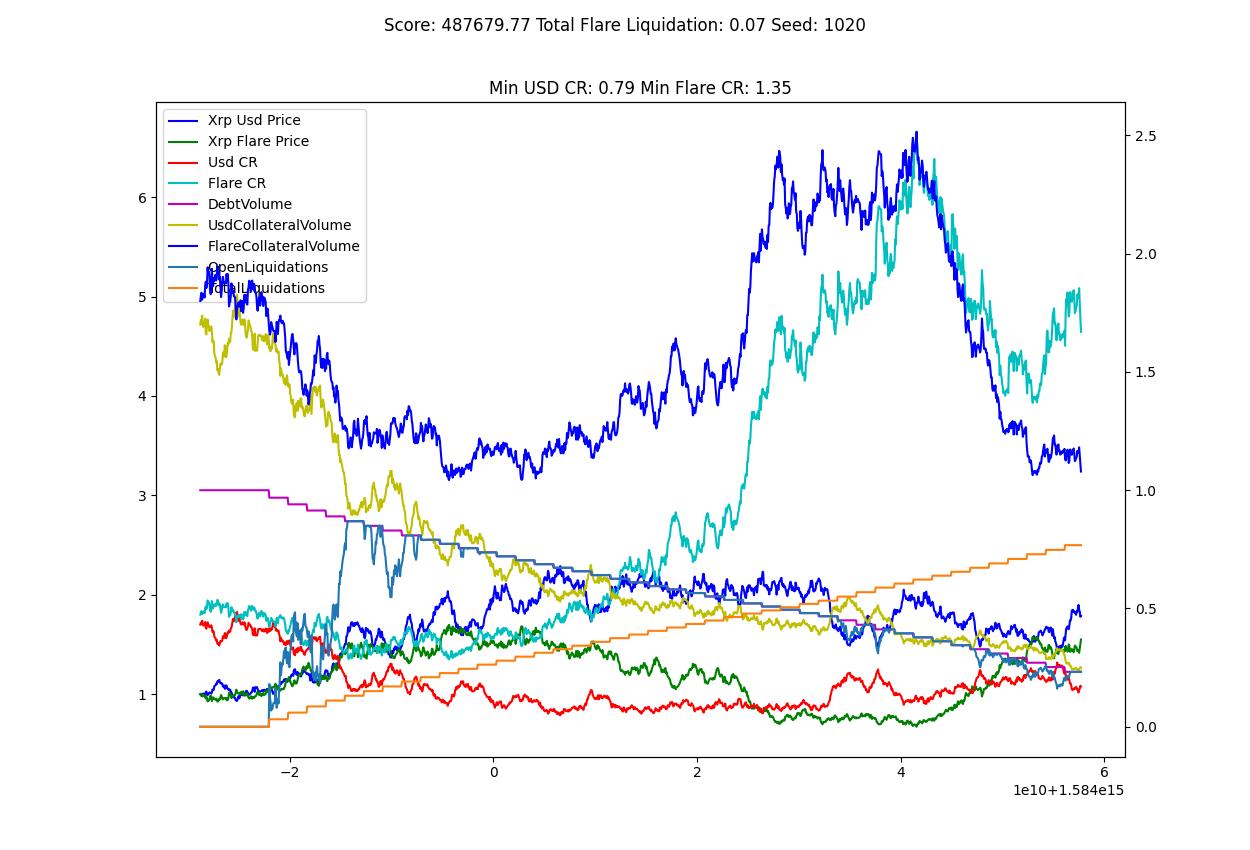 Score: 487679.77 Total Flare Liquidation: 0.07 Seed: 1020
Min USD CR: 0.79 Min Flare CR: 1.35
Xrp Usd Price
Xrp Flare Price
Usd CR
Flare CR
DebtVolume
UsdCollateralVolume
FlareCollateralVolume
OpenLiquidations
TotalLiquidations
6
5
4
3
2
1
2.5
2.0
1.5
1.0
0.5
0.0
−2 0 2 4 6
1e10+1.584e15